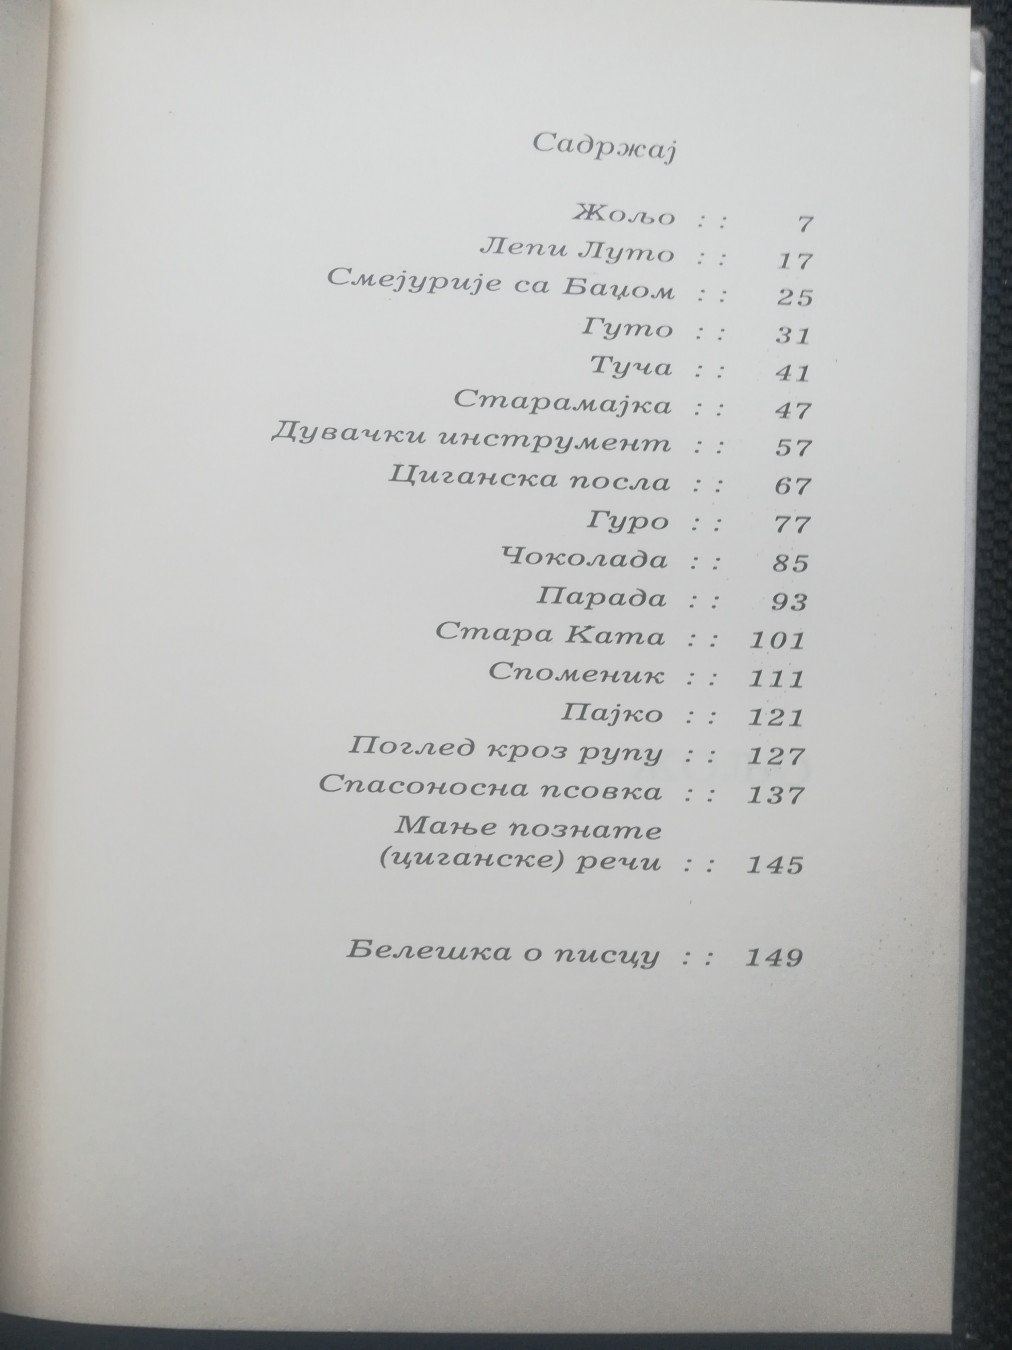 Садржај
Жољо : : 7
Лепи Луто : : 17
Смејурије са Баџом : : 25
Гуто : : 31
Туча : : 41
Старамајка : : 47
Дувачки инструмент : : 57
Циганска посла : : 67
Гуро : : 77
Чоколада : : 85
Парада : : 93
Стара Ката : : 101
Споменик : : 111
Пајко : : 121
Поглед кроз рупу : : 127
Спасоносна псовка : : 137
Мање познате
(циганске) речи : : 145
Белешка о писцу : : 149